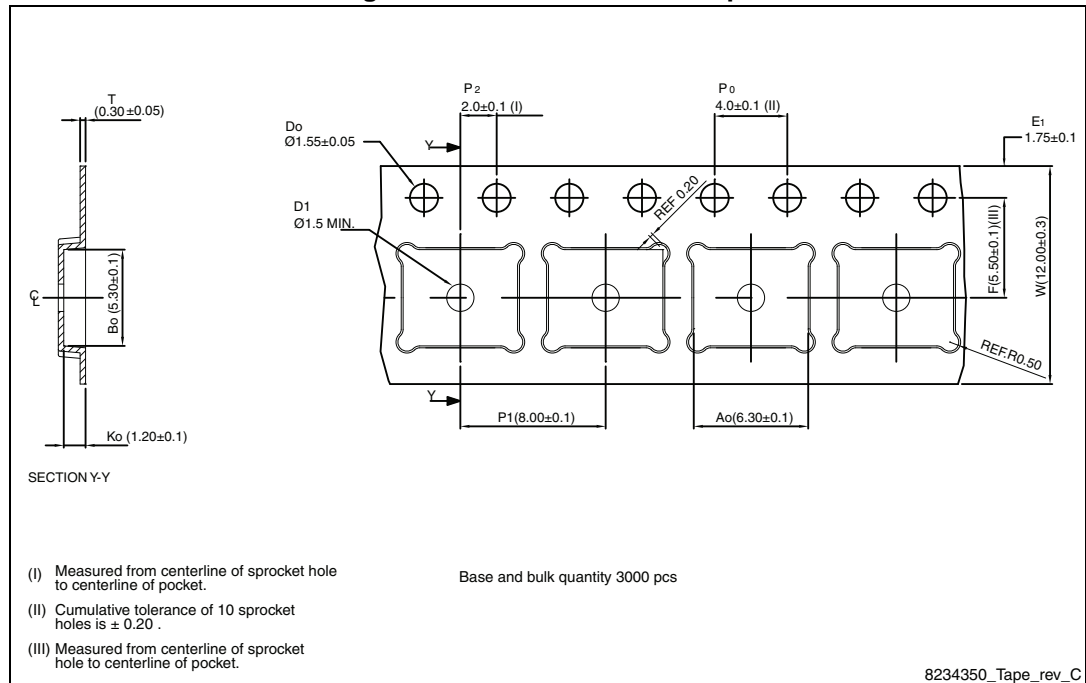 T
(0.30 ±0.05)
P2
2.0±0.1 (I)
P0
4.0±0.1 (II)
E1
1.75±0.1
Do
Ø1.55±0.05
Y
D1
Ø1.5 MIN.
REF 0.20
F(5.50±0.1)(III)
W(12.00±0.3)
Bo (5.30±0.1)
REF.R0.50
Y
P1(8.00±0.1)
Ao(6.30±0.1)
Ko (1.20±0.1)
SECTION Y-Y
(I) Measured from centerline of sprocket hole
to centerline of pocket.
Base and bulk quantity 3000 pcs
(II) Cumulative tolerance of 10 sprocket
holes is ± 0.20 .
(III) Measured from centerline of sprocket
hole to centerline of pocket.
8234350_Tape_rev_C